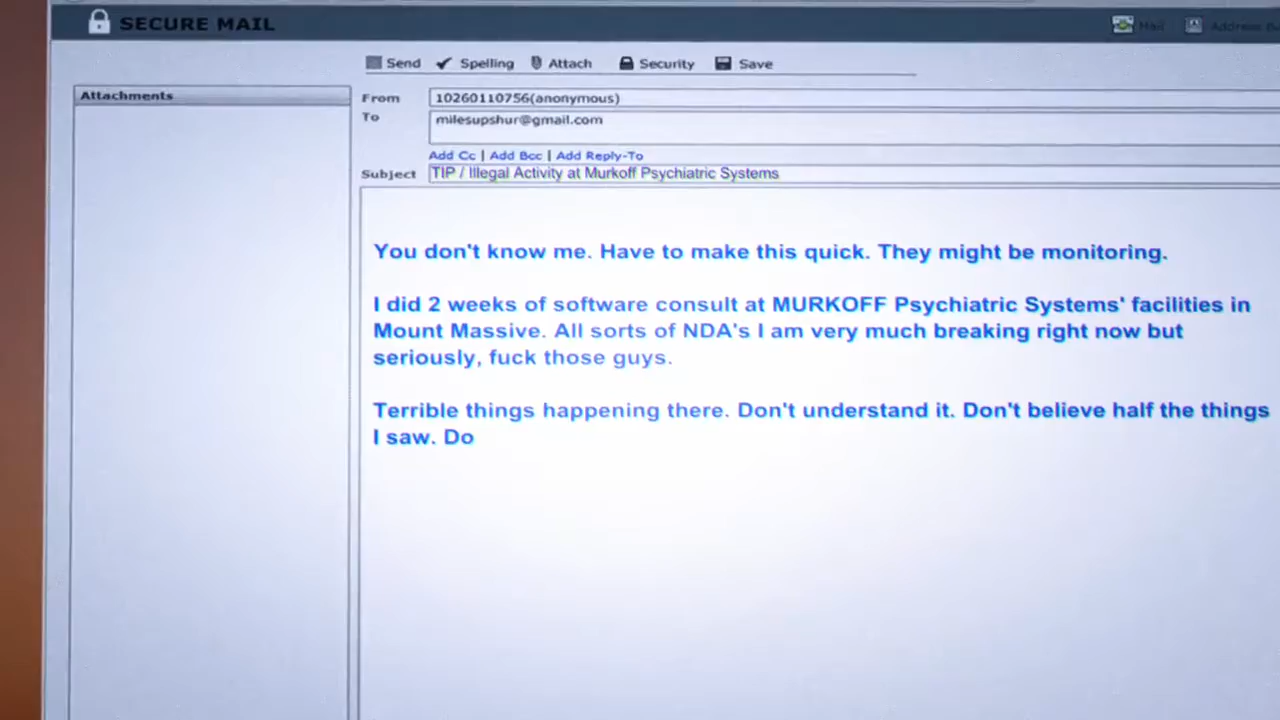 SECURE MAIL Mail Address
Send Spelling Attach Security Save
Attachments
From 10260110756(anonymous)
To milesupshur@gmail.com
Add Cc | Add Bcc | Add Reply-To
Subject TIP / Illegal Activity at Murkoff Psychiatric Systems
You don't know me. Have to make this quick. They might be monitoring.
I did 2 weeks of software consult at MURKOFF Psychiatric Systems' facilities in
Mount Massive. All sorts of NDA's I am very much breaking right now but
seriously, fuck those guys.
Terrible things happening there. Don't understand it. Don't believe half the things
I saw. Do